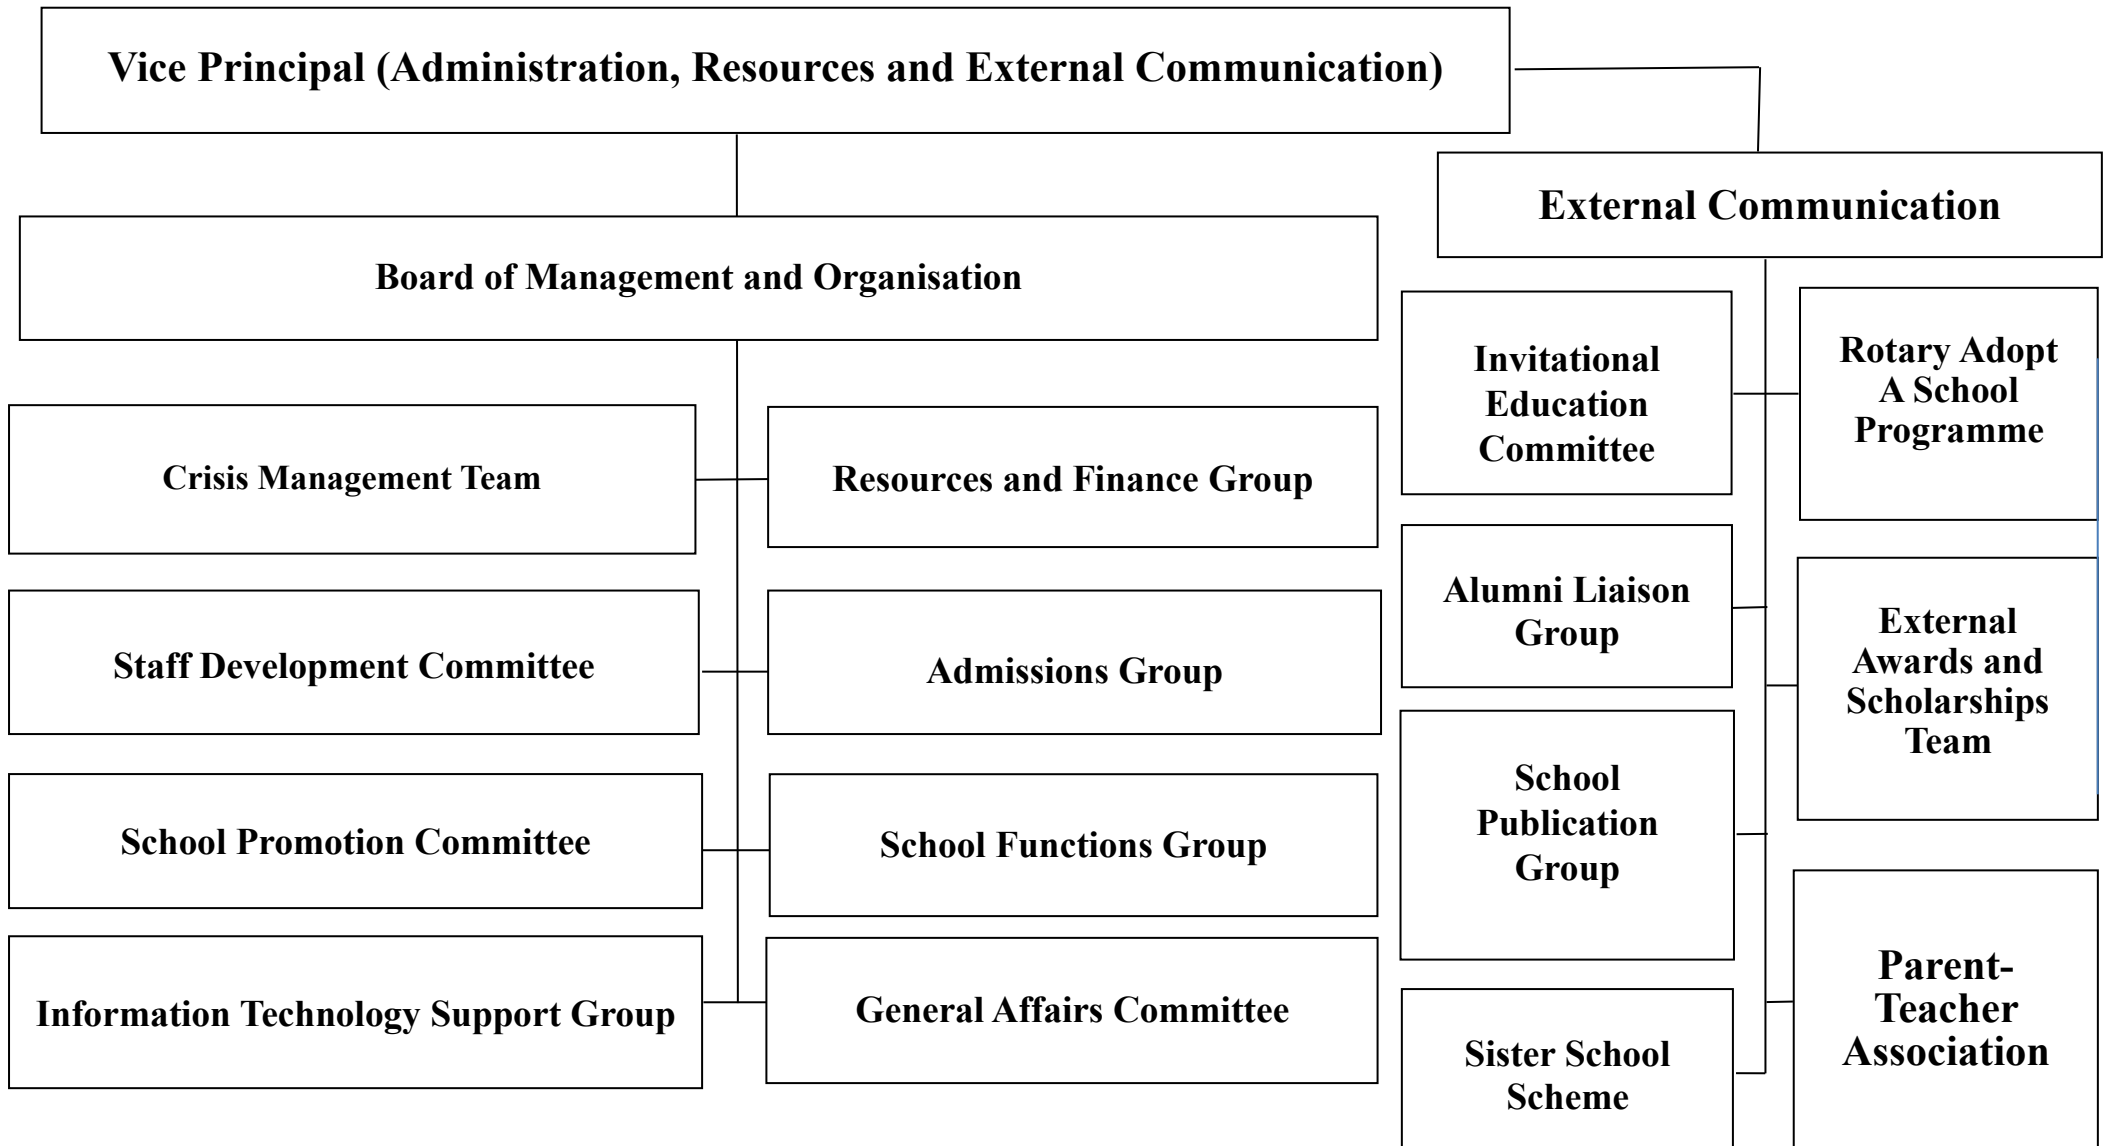 Vice Principal (Administration, Resources and External Communication)
External Communication
Board of Management and Organisation
Crisis Management Team
Resources and Finance Group
Staff Development Committee
Admissions Group
School Promotion Committee
School Functions Group
Information Technology Support Group
General Affairs Committee
Invitational
Education
Committee
Rotary Adopt
A School
Programme
Alumni Liaison
Group
External
Awards and
Scholarships
Team
School
Publication
Group
Parent-
Teacher
Association
Sister School
Scheme